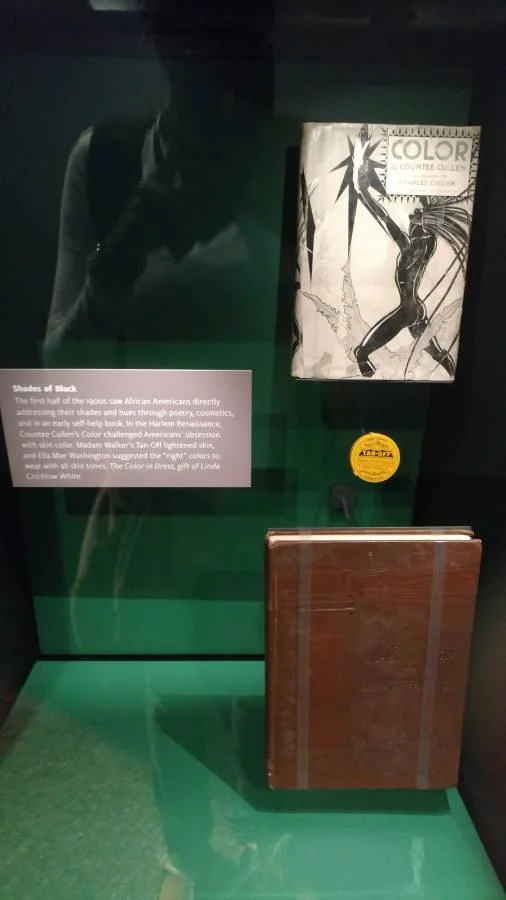 COLOR
By COUNTEE CULLEN
CHARLES CULLEN
Shades of Black
The first half of the 1900s saw African Americans directly
addressing their shades and hues through poetry, cosmetics,
and in an early self-help book. In the Harlem Renaissance,
Countee Cullen's Color challenged Americans' obsession
with skin color. Madam Walker's Tan-Off lightened skin,
and Ella Mae Washington suggested the "right" colors to
wear with all skin tones. The Color in Dress, gift of Linda
Crichlow White
TAN-OFF